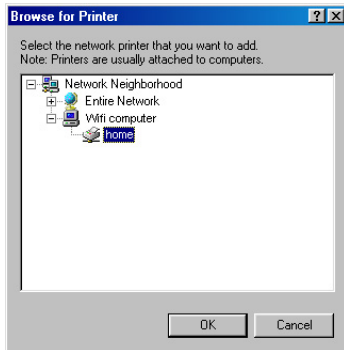 Browse for Printer
Select the network printer that you want to add.
Note: Printers are usually attached to computers.
Network Neighborhood
Entire Network
Wifi computer
home
OK Cancel